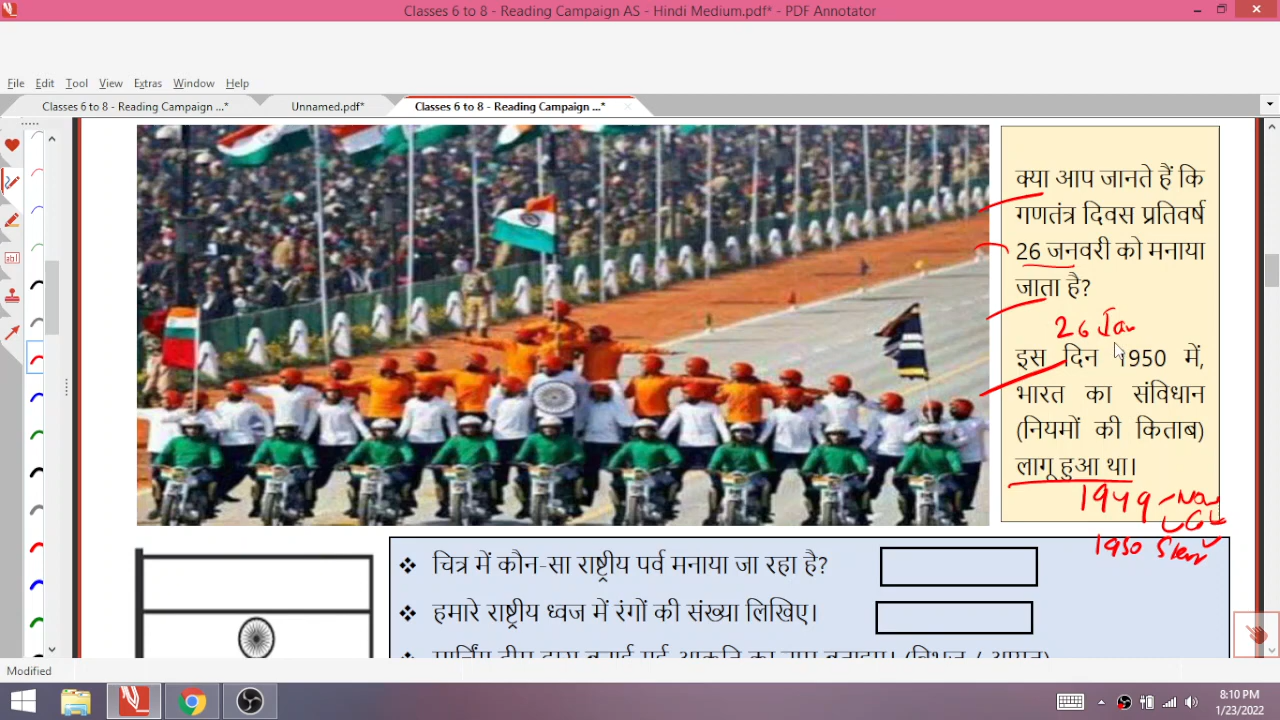 Classes 6 to 8 - Reading Campaign AS - Hindi Medium.pdf* - PDF Annotator
File Edit Tool View Extras Window Help
Classes 6 to 8 - Reading Campaign ...* Unnamed.pdf* Classes 6 to 8 - Reading Campaign ...*
क्या आप जानते हैं कि
गणतंत्र दिवस प्रतिवर्ष
26 जनवरी को मनाया
जाता है?
26 Jan
इस दिन 1950 में,
भारत का संविधान
(नियमों की किताब)
लागू हुआ था।
1949 - Nov
1950
❖ चित्र में कौन-सा राष्ट्रीय पर्व मनाया जा रहा है?
❖ हमारे राष्ट्रीय ध्वज में रंगों की संख्या लिखिए।
Modified
8:10 PM
1/23/2022